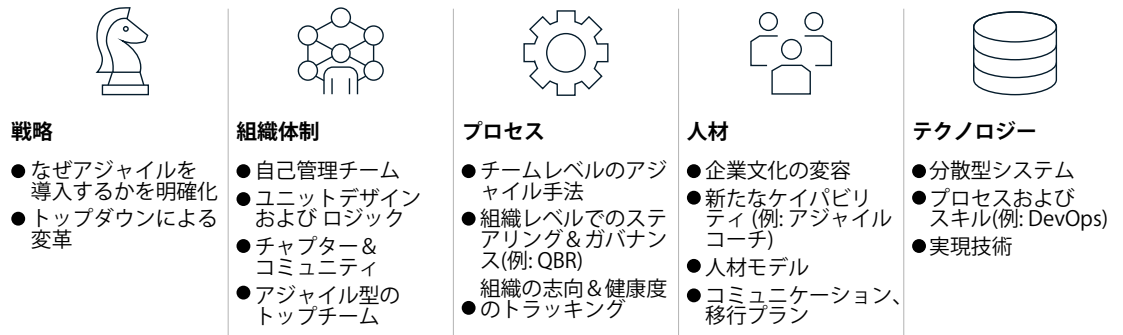 戦略
● なぜアジャイルを
導入するかを明確化
● トップダウンによる
変革
組織体制
● 自己管理チーム
● ユニットデザイン
および ロジック
● チャプター＆
コミュニティ
● アジャイル型の
トップチーム
プロセス
● チームレベルのアジ
ャイル手法
● 組織レベルでのステ
アリング＆ガバナン
ス(例: QBR)
組織の志向＆健康度
● のトラッキング
人材
● 企業文化の変容
● 新たなケイパビリ
ティ (例: アジャイル
コーチ)
● 人材モデル
● コミュニケーション、
移行プラン
テクノロジー
● 分散型システム
● プロセスおよび
スキル(例: DevOps)
● 実現技術